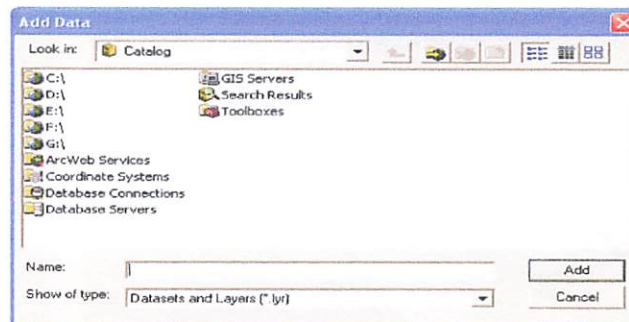 Add Data
Look in: Catalog
C:\
D:\
E:\
F:\
G:\
ArcWeb Services
Coordinate Systems
Database Connections
Database Servers
GIS Servers
Search Results
Toolboxes
Name:
Add
Show of type: Datasets and Layers (*.lyr)
Cancel